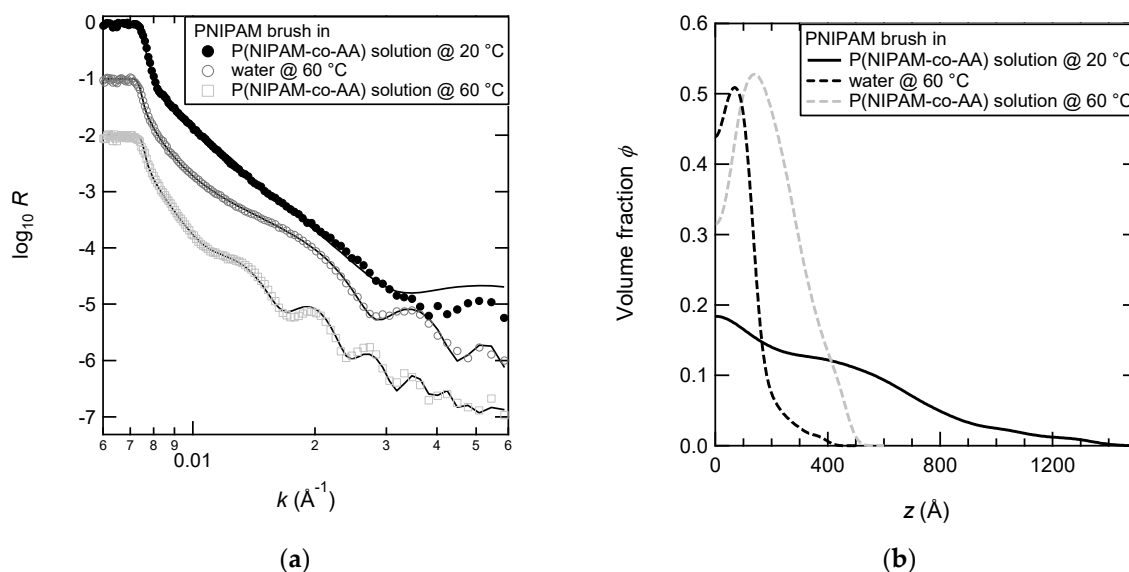 PNIPAM brush in
P(NIPAM-co-AA) solution @ 20 °C
water @ 60 °C
P(NIPAM-co-AA) solution @ 60 °C
0
-1
-2
-3
-4
-5
-6
-7
log10 R
6 7 8 9 0.01 2 3 4 5 6
k (Å-1)
(a)
PNIPAM brush in
P(NIPAM-co-AA) solution @ 20 °C
water @ 60 °C
P(NIPAM-co-AA) solution @ 60 °C
0.6
0.5
0.4
0.3
0.2
0.1
0.0
Volume fraction ϕ
0 400 800 1200
z (Å)
(b)